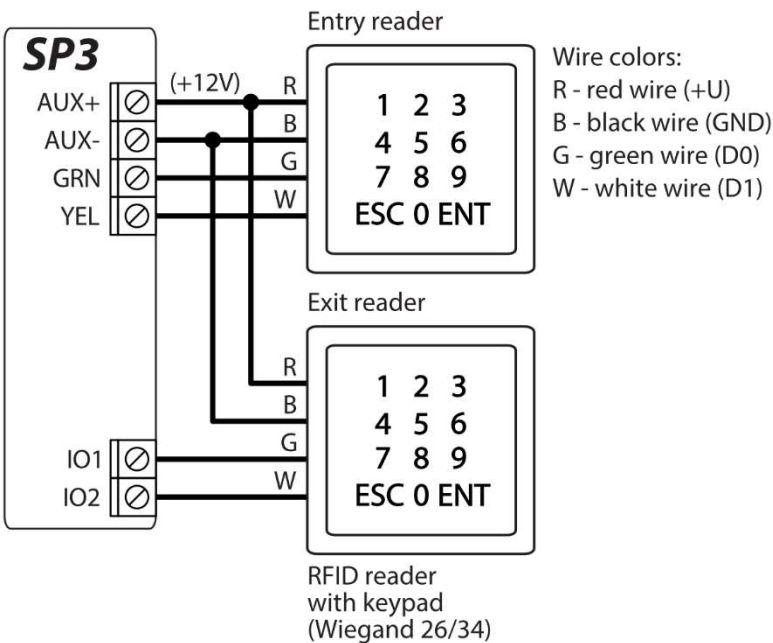 Entry reader
SP3
(+12V)
AUX+
AUX-
GRN
YEL
R
B
G
W
1 2 3
4 5 6
7 8 9
ESC 0 ENT
Wire colors:
R - red wire (+U)
B - black wire (GND)
G - green wire (D0)
W - white wire (D1)
Exit reader
R
B
G
W
1 2 3
4 5 6
7 8 9
ESC 0 ENT
IO1
IO2
RFID reader
with keypad
(Wiegand 26/34)